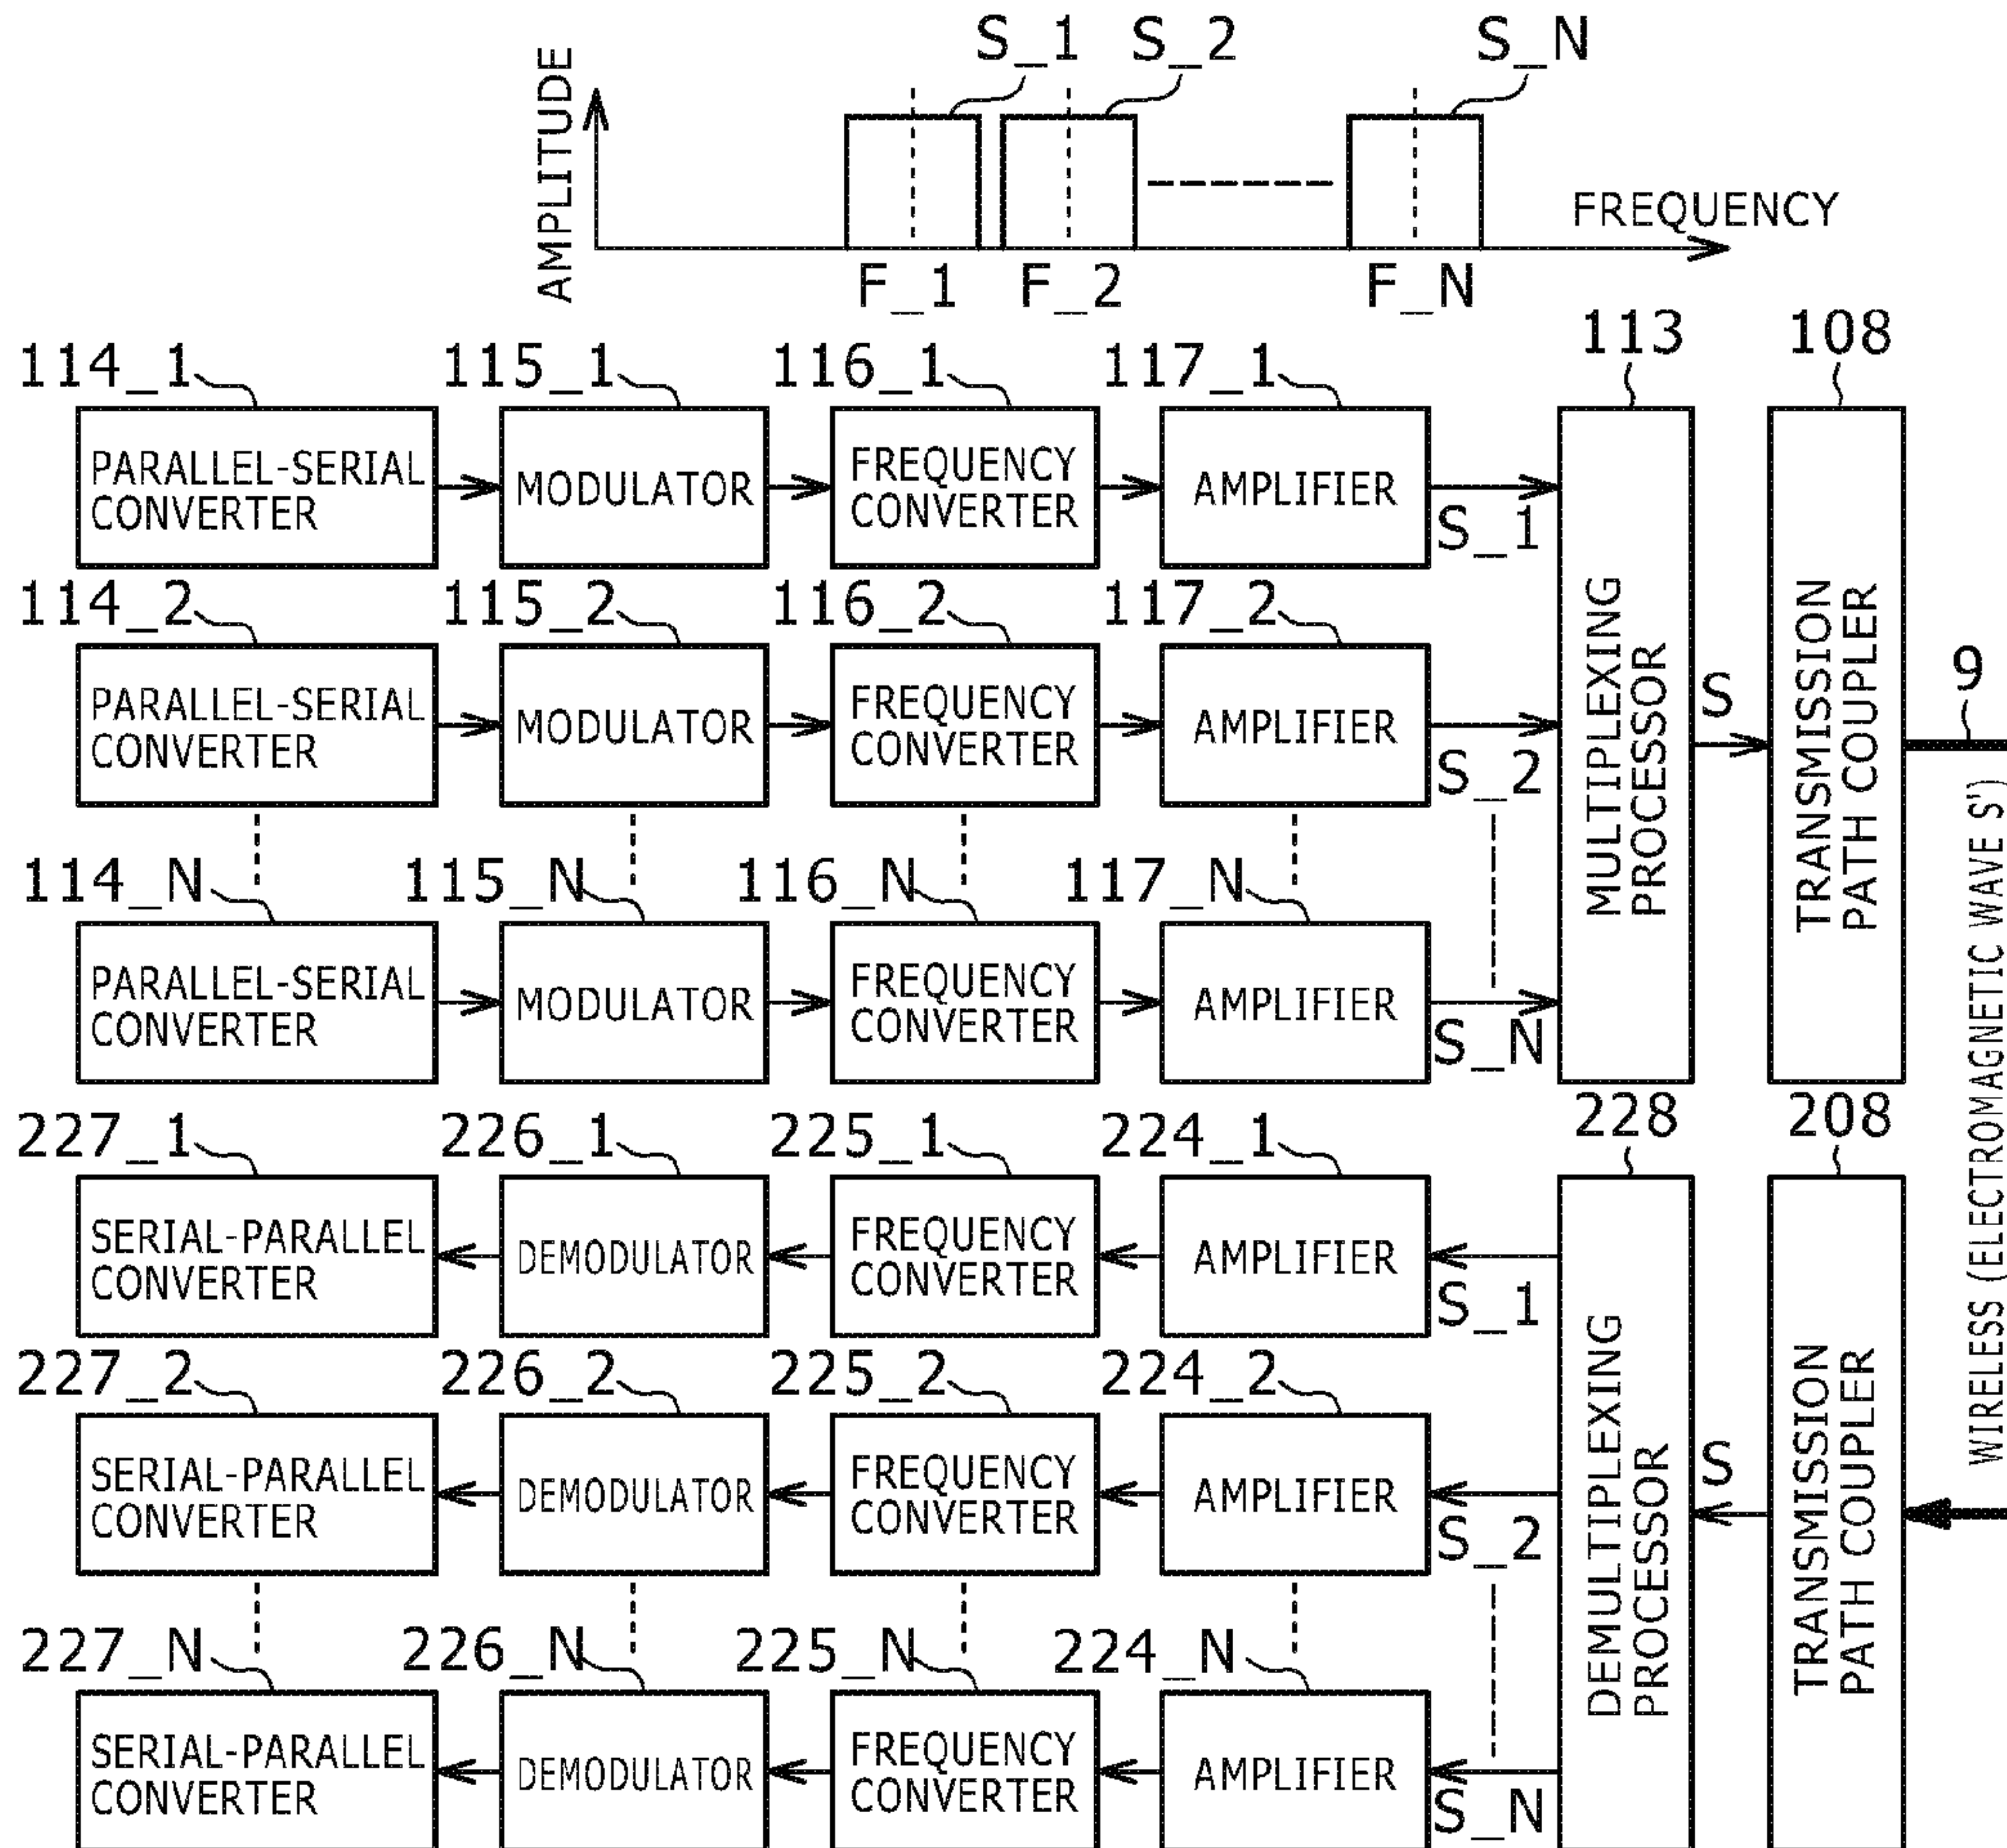 S_1 S_2 S_N
AMPLITUDE
FREQUENCY
F_1 F_2 F_N
113 108
114_1 115_1 116_1 117_1
PARALLEL-SERIAL
CONVERTER
MODULATOR
FREQUENCY
CONVERTER
AMPLIFIER
S_1
114_2 115_2 116_2 117_2
PARALLEL-SERIAL
CONVERTER
MODULATOR
FREQUENCY
CONVERTER
AMPLIFIER
S_2
114_N 115_N 116_N 117_N
PARALLEL-SERIAL
CONVERTER
MODULATOR
FREQUENCY
CONVERTER
AMPLIFIER
S_N
MULTIPLEXING
PROCESSOR
S
TRANSMISSION
PATH COUPLER
9
WIRELESS (ELECTROMAGNETIC WAVE S')
228 208
227_1 226_1 225_1 224_1
SERIAL-PARALLEL
CONVERTER
DEMODULATOR
FREQUENCY
CONVERTER
AMPLIFIER
S_1
227_2 226_2 225_2 224_2
SERIAL-PARALLEL
CONVERTER
DEMODULATOR
FREQUENCY
CONVERTER
AMPLIFIER
S_2
227_N 226_N 225_N 224_N
SERIAL-PARALLEL
CONVERTER
DEMODULATOR
FREQUENCY
CONVERTER
AMPLIFIER
S_N
DEMULTIPLEXING
PROCESSOR
S
TRANSMISSION
PATH COUPLER